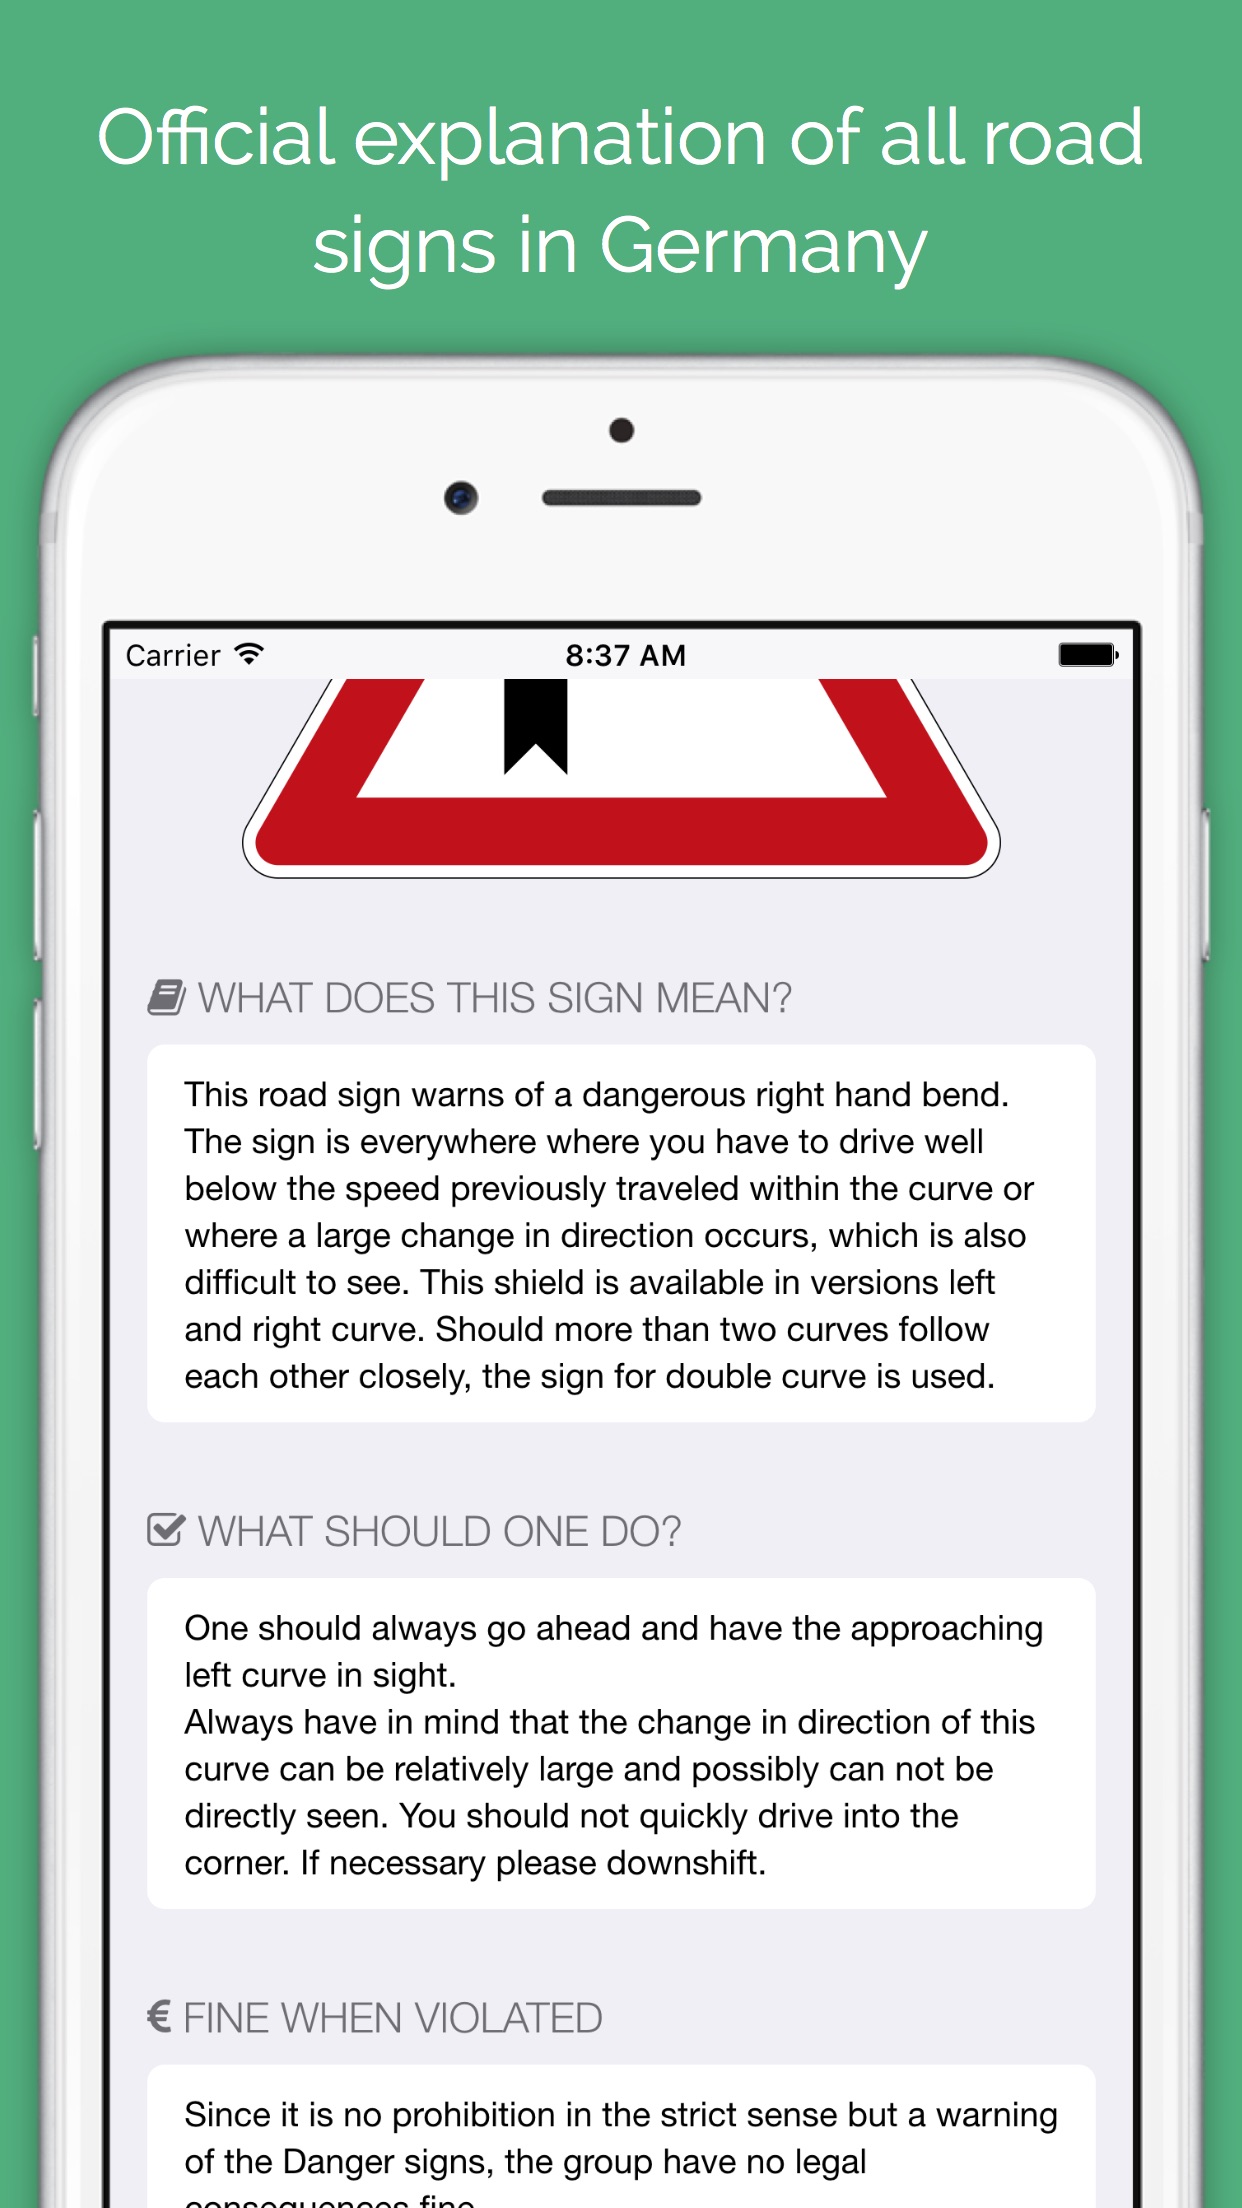 Official explanation of all road
signs in Germany
Carrier
8:37 AM
WHAT DOES THIS SIGN MEAN?
This road sign warns of a dangerous right hand bend.
The sign is everywhere where you have to drive well
below the speed previously traveled within the curve or
where a large change in direction occurs, which is also
difficult to see. This shield is available in versions left
and right curve. Should more than two curves follow
each other closely, the sign for double curve is used.
WHAT SHOULD ONE DO?
One should always go ahead and have the approaching
left curve in sight.
Always have in mind that the change in direction of this
curve can be relatively large and possibly can not be
directly seen. You should not quickly drive into the
corner. If necessary please downshift.
€ FINE WHEN VIOLATED
Since it is no prohibition in the strict sense but a warning
of the Danger signs, the group have no legal
consequences fine